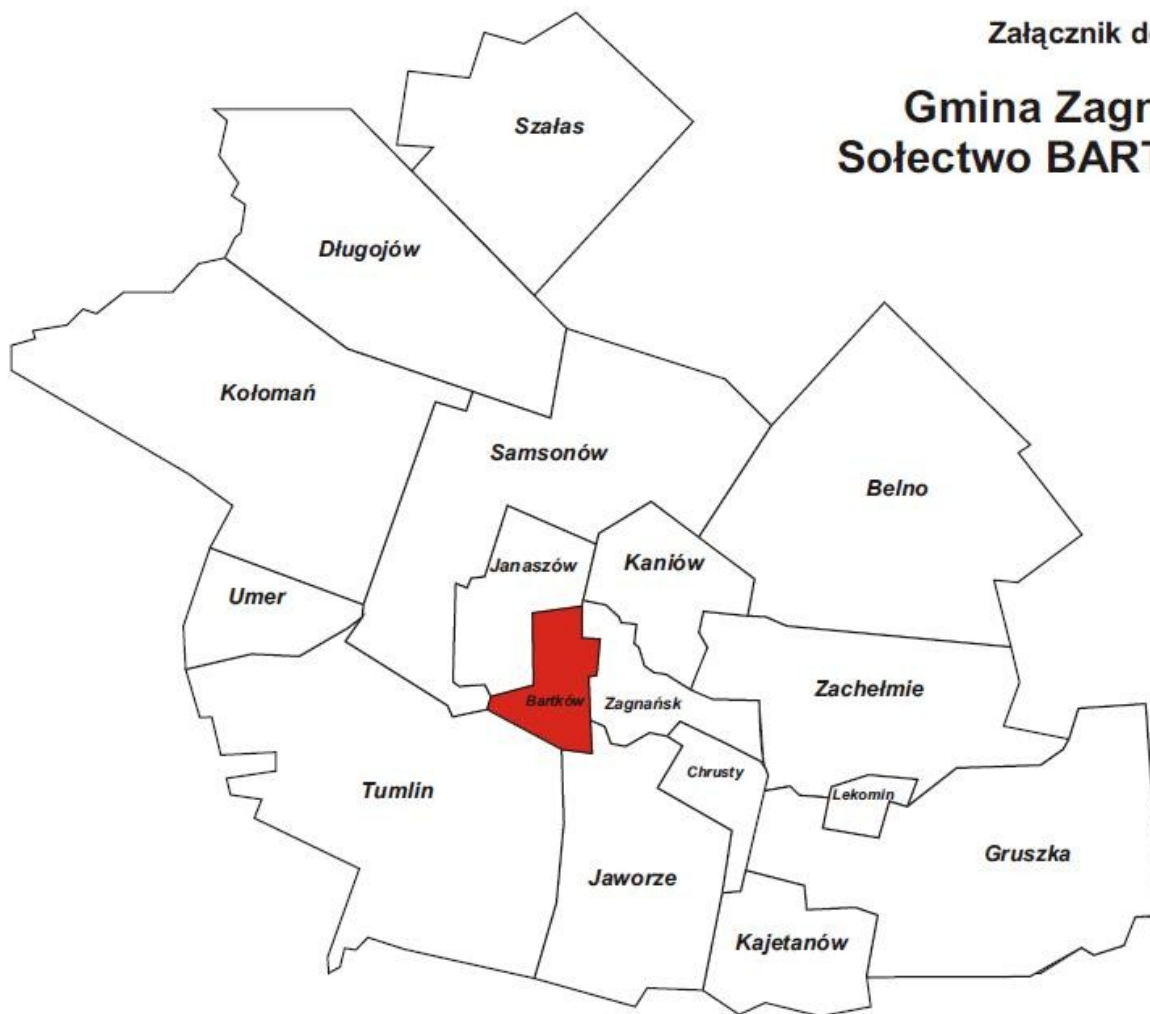 Załącznik d
Gmina Zagn
Sołectwo BART
Szałas
Długojów
Kołomań
Samsonów
Belno
Janaszów
Kaniów
Umer
Zachełmie
Bartków
Zagnańsk
Chrusty
Tumlin
Lekomin
Gruszka
Jaworze
Kajetanów